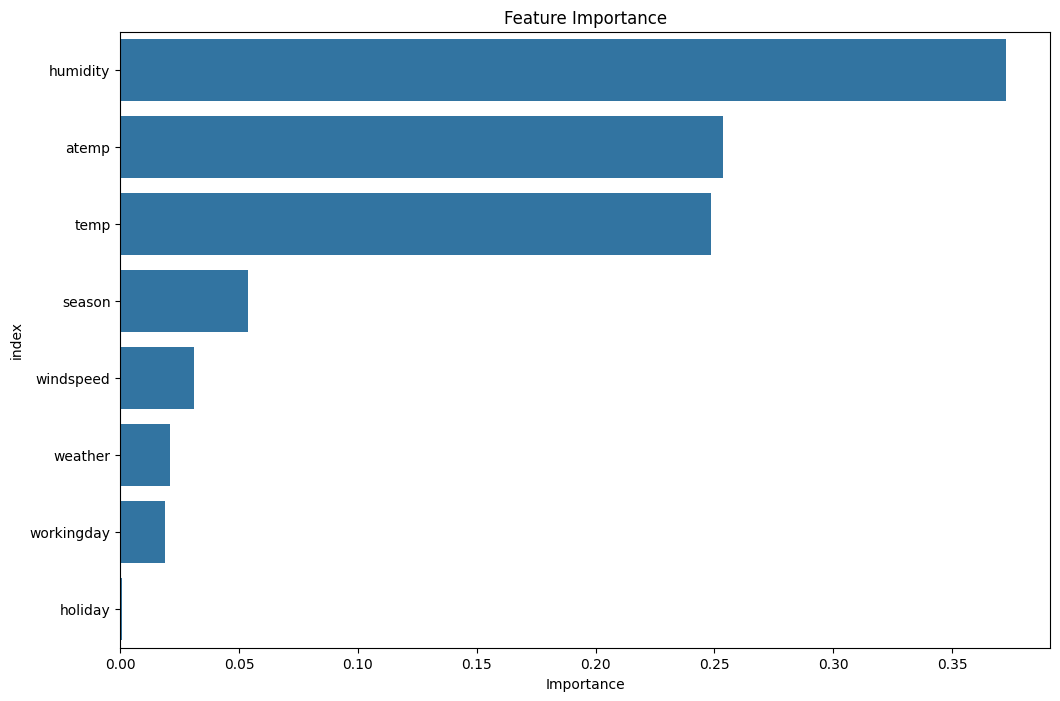 Feature Importance
humidity
atemp
temp
season
windspeed
weather
workingday
holiday
index
0.00 0.05 0.10 0.15 0.20 0.25 0.30 0.35
Importance